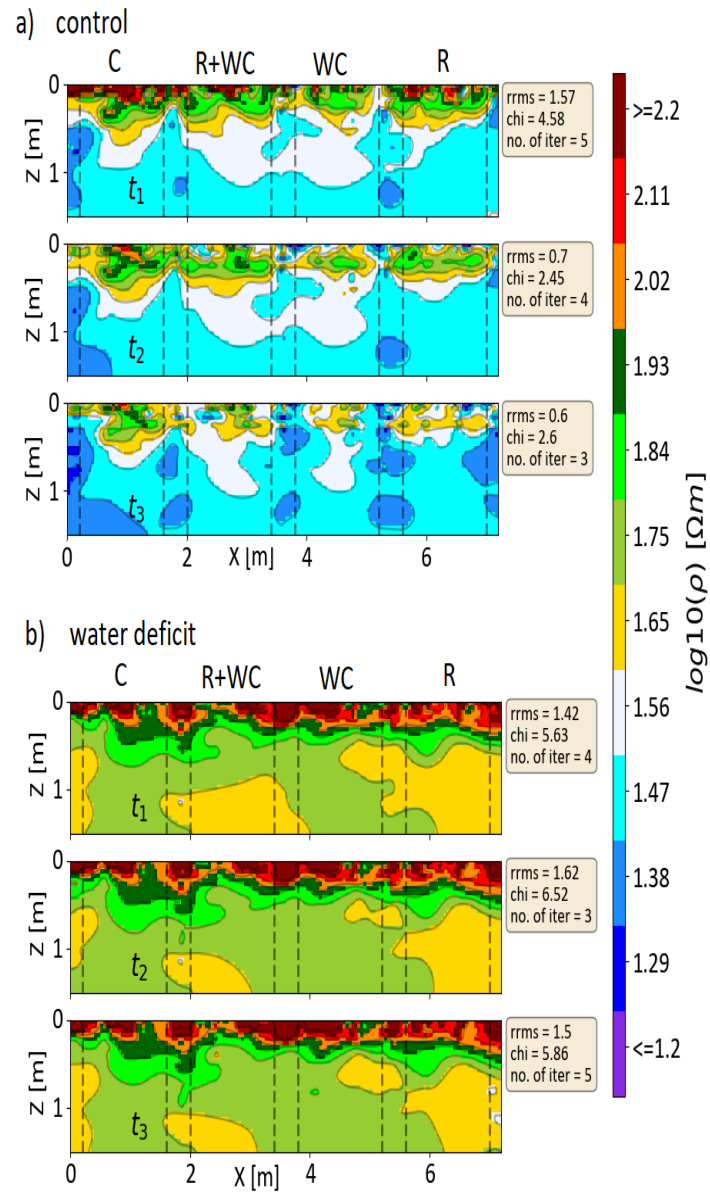 a) control
C R+WC WC R
0
1
z [m]
t1
rrms = 1.57
chi = 4.58
no. of iter = 5
0
1
z [m]
t2
rrms = 0.7
chi = 2.45
no. of iter = 4
0
1
z [m]
t3
rrms = 0.6
chi = 2.6
no. of iter = 3
0 2 4 6
X [m]
b) water deficit
C R+WC WC R
0
1
z [m]
t1
rrms = 1.42
chi = 5.63
no. of iter = 4
0
1
z [m]
t2
rrms = 1.62
chi = 6.52
no. of iter = 3
0
1
z [m]
t3
rrms = 1.5
chi = 5.86
no. of iter = 5
0 2 4 6
X [m]
>=2.2
2.11
2.02
1.93
1.84
1.75
1.65
1.56
1.47
1.38
1.29
<=1.2
log10(ρ) [Ωm]